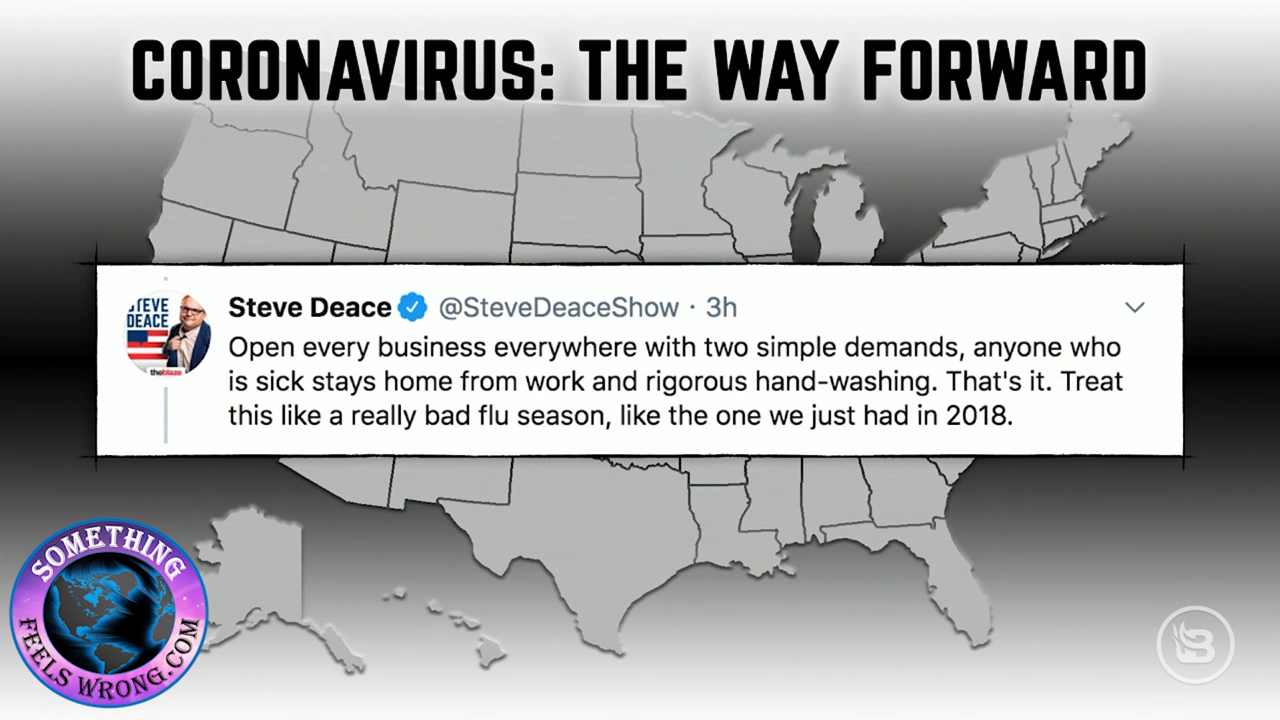 CORONAVIRUS: THE WAY FORWARD
STEVE
DEACE
theblaze
Steve Deace @SteveDeaceShow · 3h
Open every business everywhere with two simple demands, anyone who
is sick stays home from work and rigorous hand-washing. That's it. Treat
this like a really bad flu season, like the one we just had in 2018.
SOMETHING
FEELS WRONG.COM
B